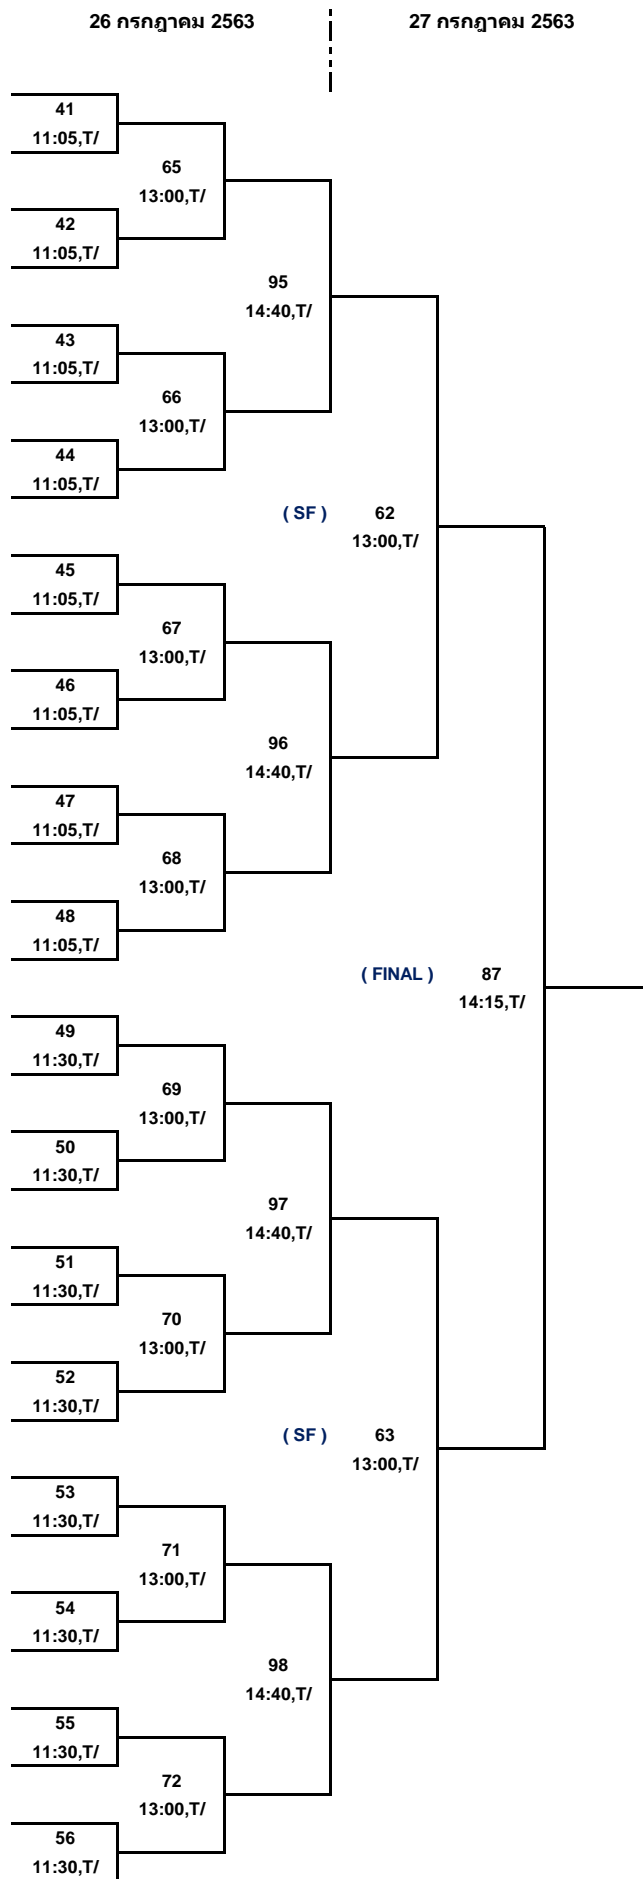 26 กรกฎาคม 2563 27 กรกฎาคม 2563
41
11:05,T/
65
13:00,T/
42
11:05,T/
95
14:40,T/
43
11:05,T/
66
13:00,T/
44
11:05,T/
( SF ) 62
13:00,T/
45
11:05,T/
67
13:00,T/
46
11:05,T/
96
14:40,T/
47
11:05,T/
68
13:00,T/
48
11:05,T/
( FINAL ) 87
14:15,T/
49
11:30,T/
69
13:00,T/
50
11:30,T/
97
14:40,T/
51
11:30,T/
70
13:00,T/
52
11:30,T/
( SF ) 63
13:00,T/
53
11:30,T/
71
13:00,T/
54
11:30,T/
98
14:40,T/
55
11:30,T/
72
13:00,T/
56
11:30,T/